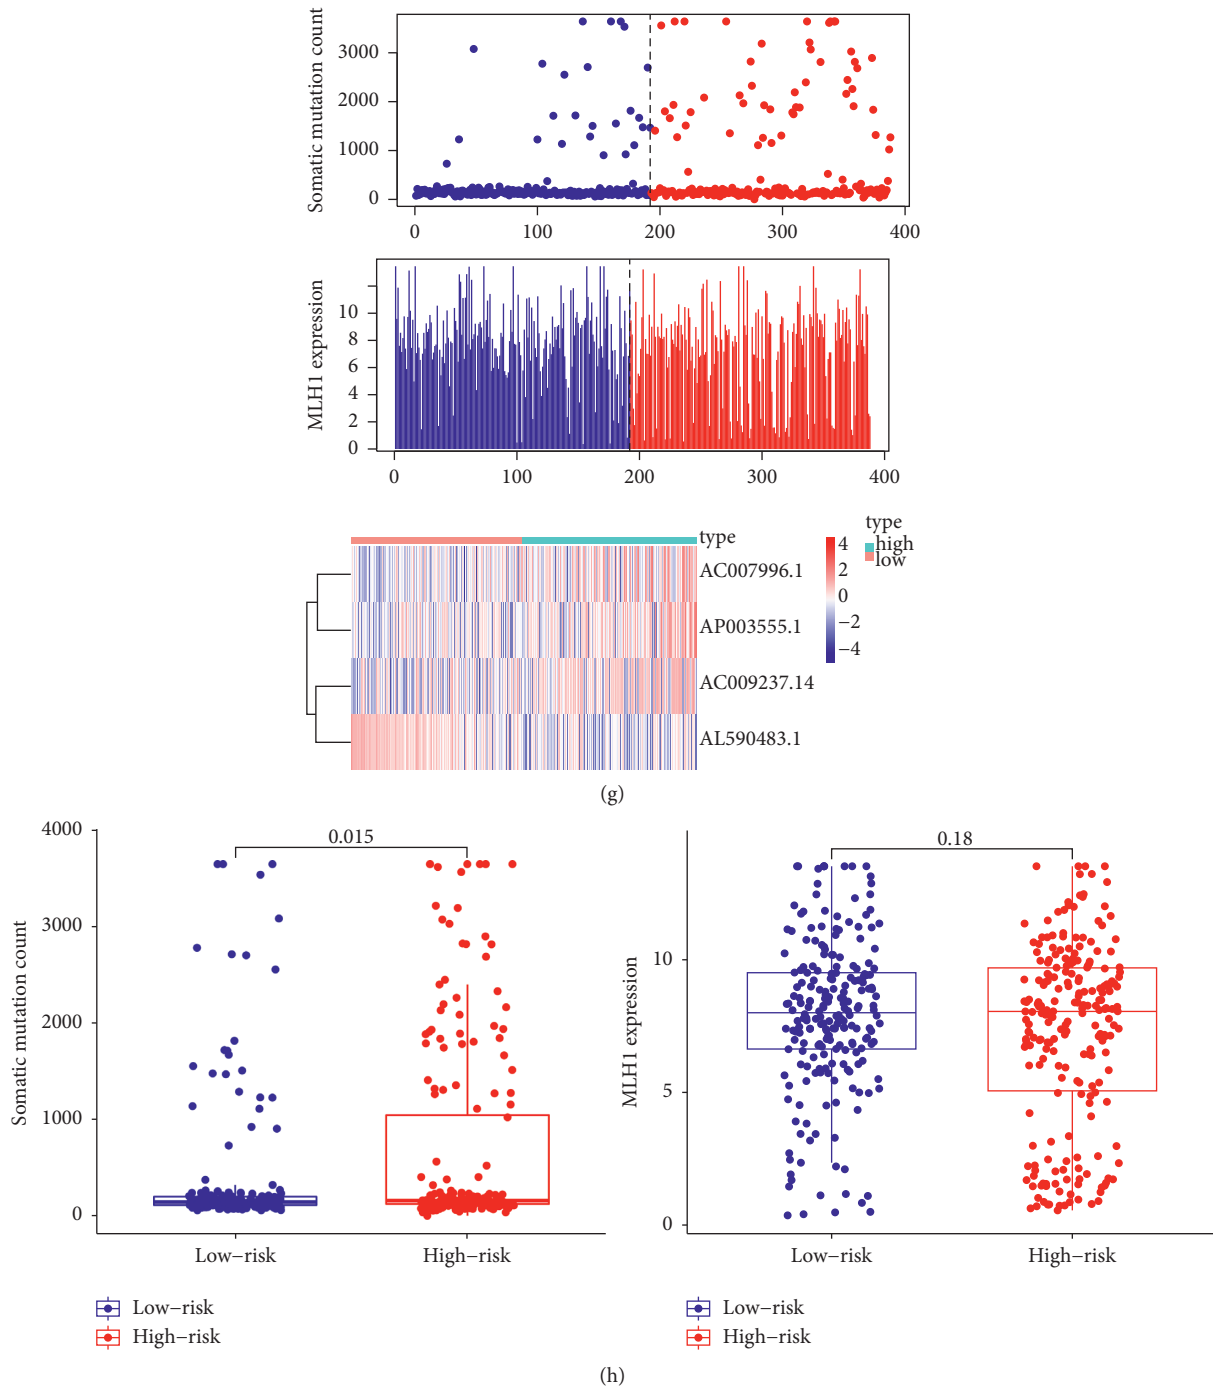 Somatic mutation count
3000
2000
1000
0
0 100 200 300 400
MLH1 expression
10
8
6
4
2
0
0 100 200 300 400
type
AC007996.1
AP003555.1
AC009237.14
AL590483.1
4
2
0
−2
−4
type
high
low
(g)
Somatic mutation count
4000
3000
2000
1000
0
0.015
Low−risk High−risk
Low−risk
High−risk
MLH1 expression
10
5
0
0.18
Low−risk High−risk
Low−risk
High−risk
(h)